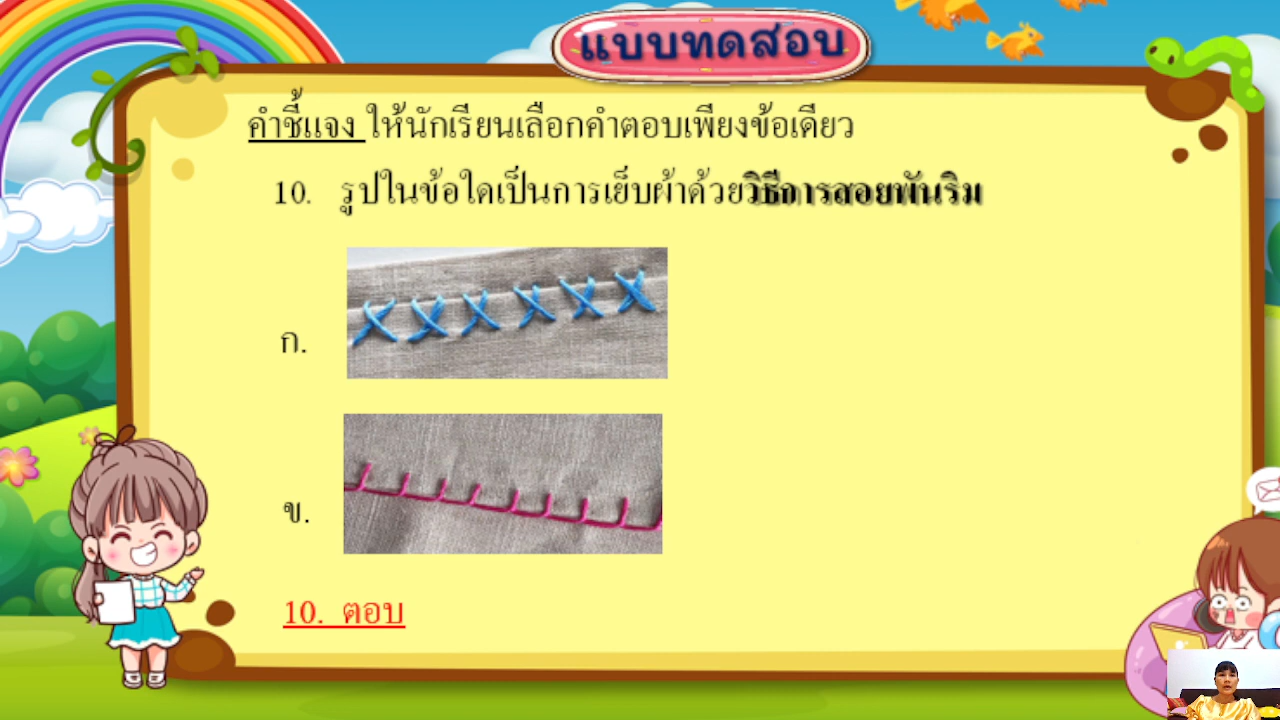 แบบทดสอบ
คำชี้แจง ให้นักเรียนเลือกคำตอบเพียงข้อเดียว
10. รูปในข้อใดเป็นการเย็บผ้าด้วยวิธีการสอยพันริม
ก.
ข.
10. ตอบ